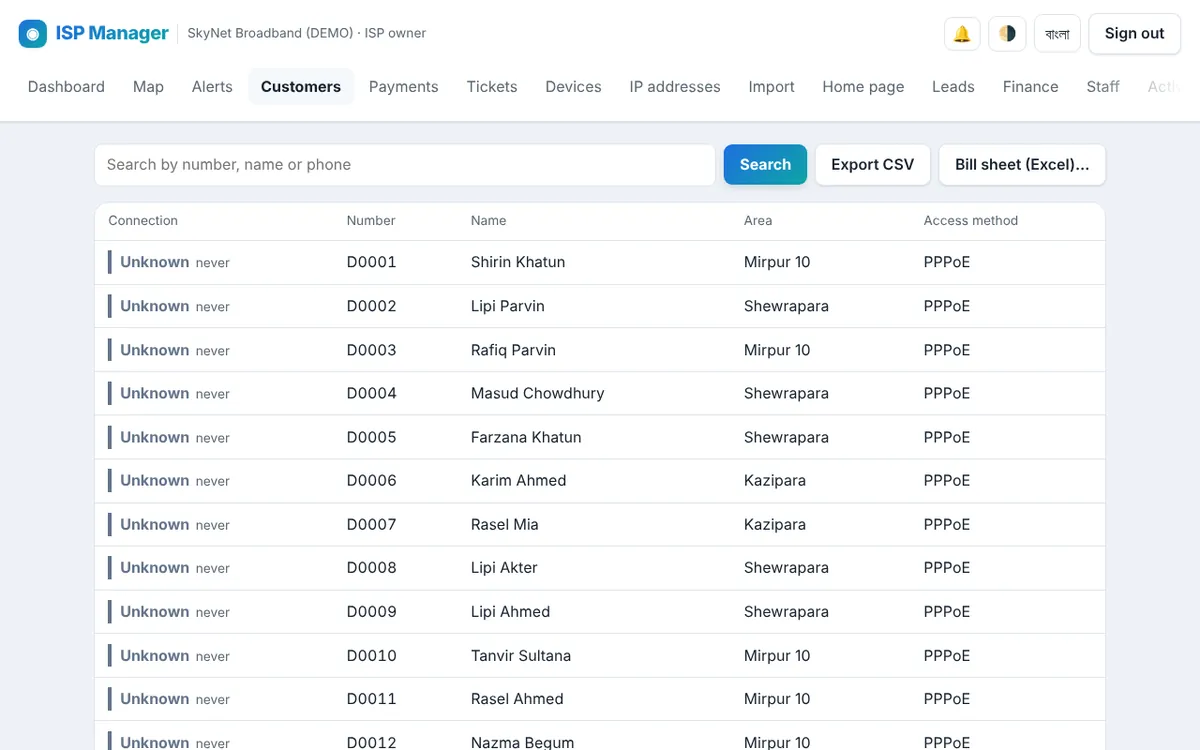 ISP Manager SkyNet Broadband (DEMO) · ISP owner বাংলা Sign out
Dashboard Map Alerts Customers Payments Tickets Devices IP addresses Import Home page Leads Finance Staff
Search by number, name or phone Search Export CSV Bill sheet (Excel)...
Connection Number Name Area Access method
Unknown never D0001 Shirin Khatun Mirpur 10 PPPoE
Unknown never D0002 Lipi Parvin Shewrapara PPPoE
Unknown never D0003 Rafiq Parvin Mirpur 10 PPPoE
Unknown never D0004 Masud Chowdhury Shewrapara PPPoE
Unknown never D0005 Farzana Khatun Shewrapara PPPoE
Unknown never D0006 Karim Ahmed Kazipara PPPoE
Unknown never D0007 Rasel Mia Kazipara PPPoE
Unknown never D0008 Lipi Akter Shewrapara PPPoE
Unknown never D0009 Lipi Ahmed Shewrapara PPPoE
Unknown never D0010 Tanvir Sultana Mirpur 10 PPPoE
Unknown never D0011 Rasel Ahmed Mirpur 10 PPPoE
Unknown never D0012 Nazma Begum Mirpur 10 PPPoE